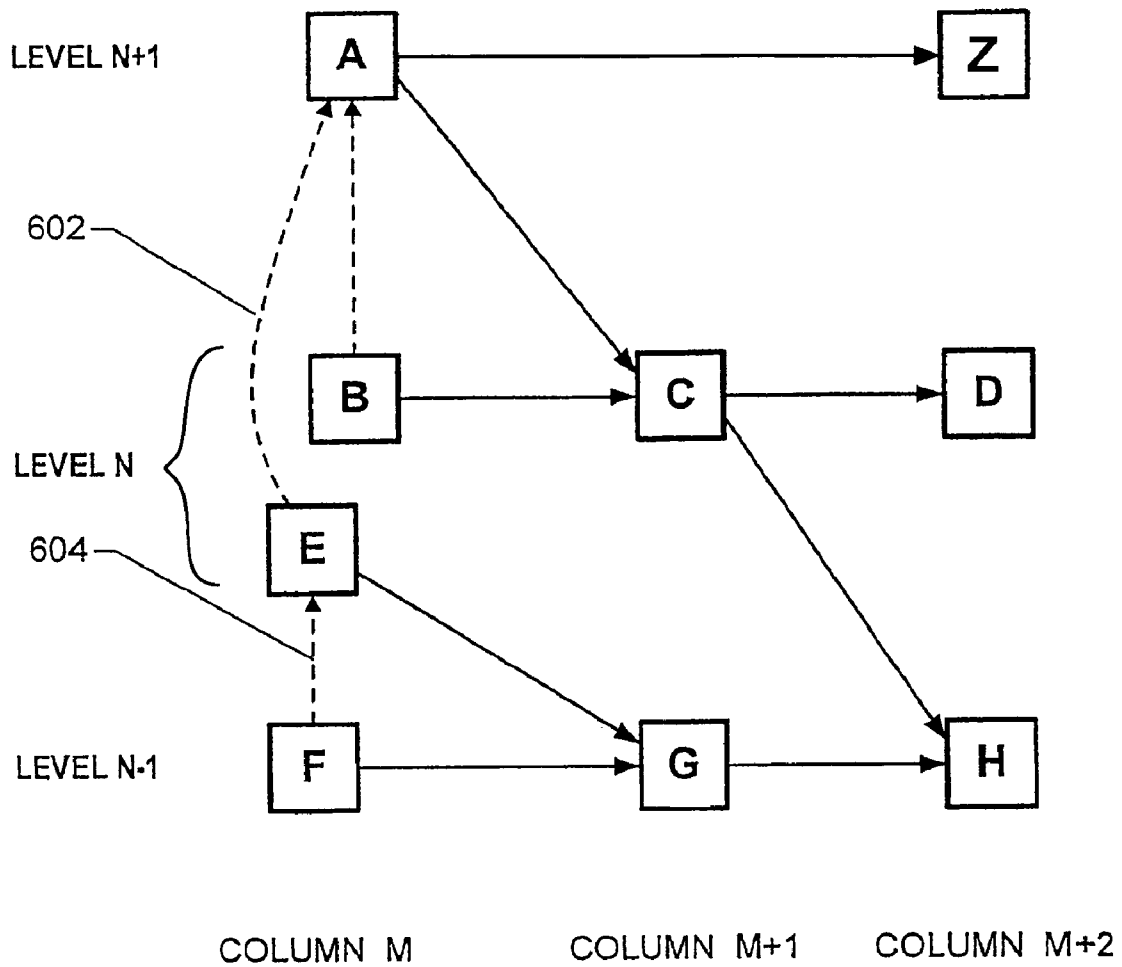 LEVEL N+1
A
Z
602
B
C
D
LEVEL N
E
604
LEVEL N-1
F
G
H
COLUMN M
COLUMN M+1
COLUMN M+2